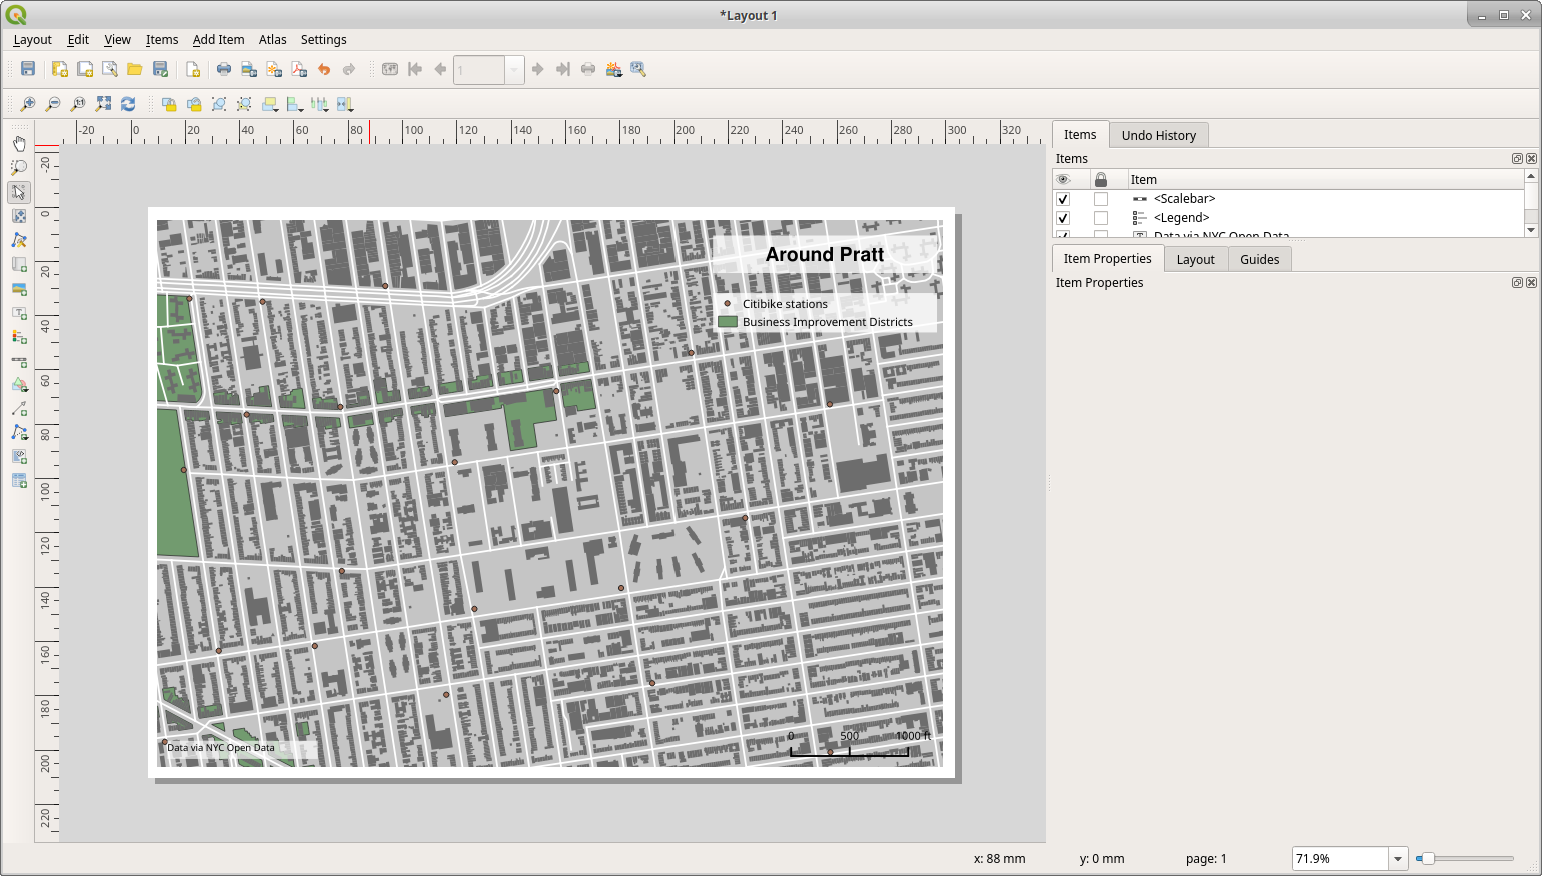 *Layout 1
Layout Edit View Items Add Item Atlas Settings
1
-20 0 20 40 60 80 100 120 140 160 180 200 220 240 260 280 300 320
-20 0 20 40 60 80 100 120 140 160 180 200 220
Around Pratt
Citibike stations
Business Improvement Districts
Data via NYC Open Data
0 500 1000 ft
Items Undo History
Items
Item
<Scalebar>
<Legend>
Data via NYC Open Data
Item Properties Layout Guides
Item Properties
x: 88 mm y: 0 mm page: 1 71.9%